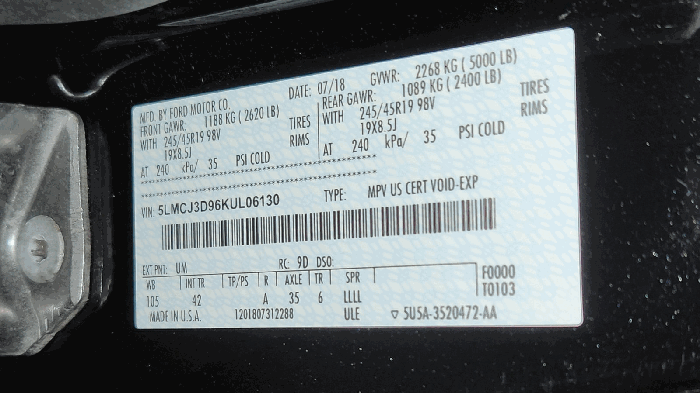 MFD. BY FORD MOTOR CO. DATE: 07/18 GVWR: 2268 KG ( 5000 LB)
FRONT GAWR: 1188 KG ( 2620 LB) REAR GAWR: 1089 KG ( 2400 LB)
WITH 245/45R19 98V TIRES WITH 245/45R19 98V TIRES
19X8.5J RIMS 19X8.5J RIMS
AT 240 kPa/ 35 PSI COLD AT 240 kPa/ 35 PSI COLD
VIN: 5LMCJ3D96KUL06130 TYPE: MPV US CERT VOID-EXP
EXT PNT: UM RC: 9D DSO:
WB INT TR TP/PS R AXLE TR SPR F0000
105 42 A 35 6 LLLL T0103
MADE IN U.S.A. 1201807312288 ULE ▽ 5U5A-3520472-AA